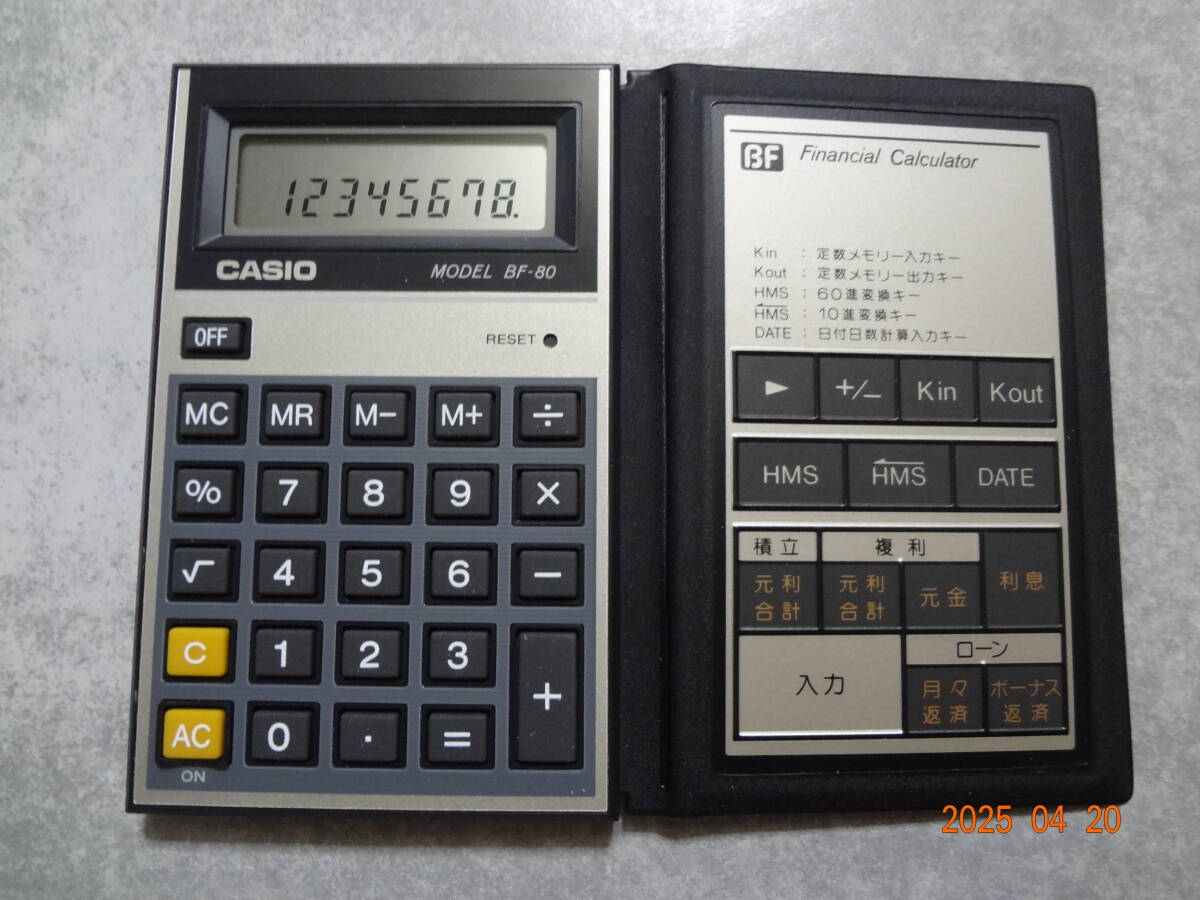 12345678.
CASIO
MODEL BF-80
OFF
RESET
MC MR M− M+ ÷
% 7 8 9 ×
√ 4 5 6 −
C 1 2 3
+
AC 0 . =
ON
BF Financial Calculator
Kin : 定数メモリー入力キー
Kout : 定数メモリー出力キー
HMS : 60進変換キー
HMS : 10進変換キー
DATE : 日付日数計算入力キー
▶ +/− Kin Kout
HMS HMS DATE
積立 複利
元利
合計
元利
合計
元金
利息
入力
ローン
月々
返済
ボーナス
返済
2025 04 20